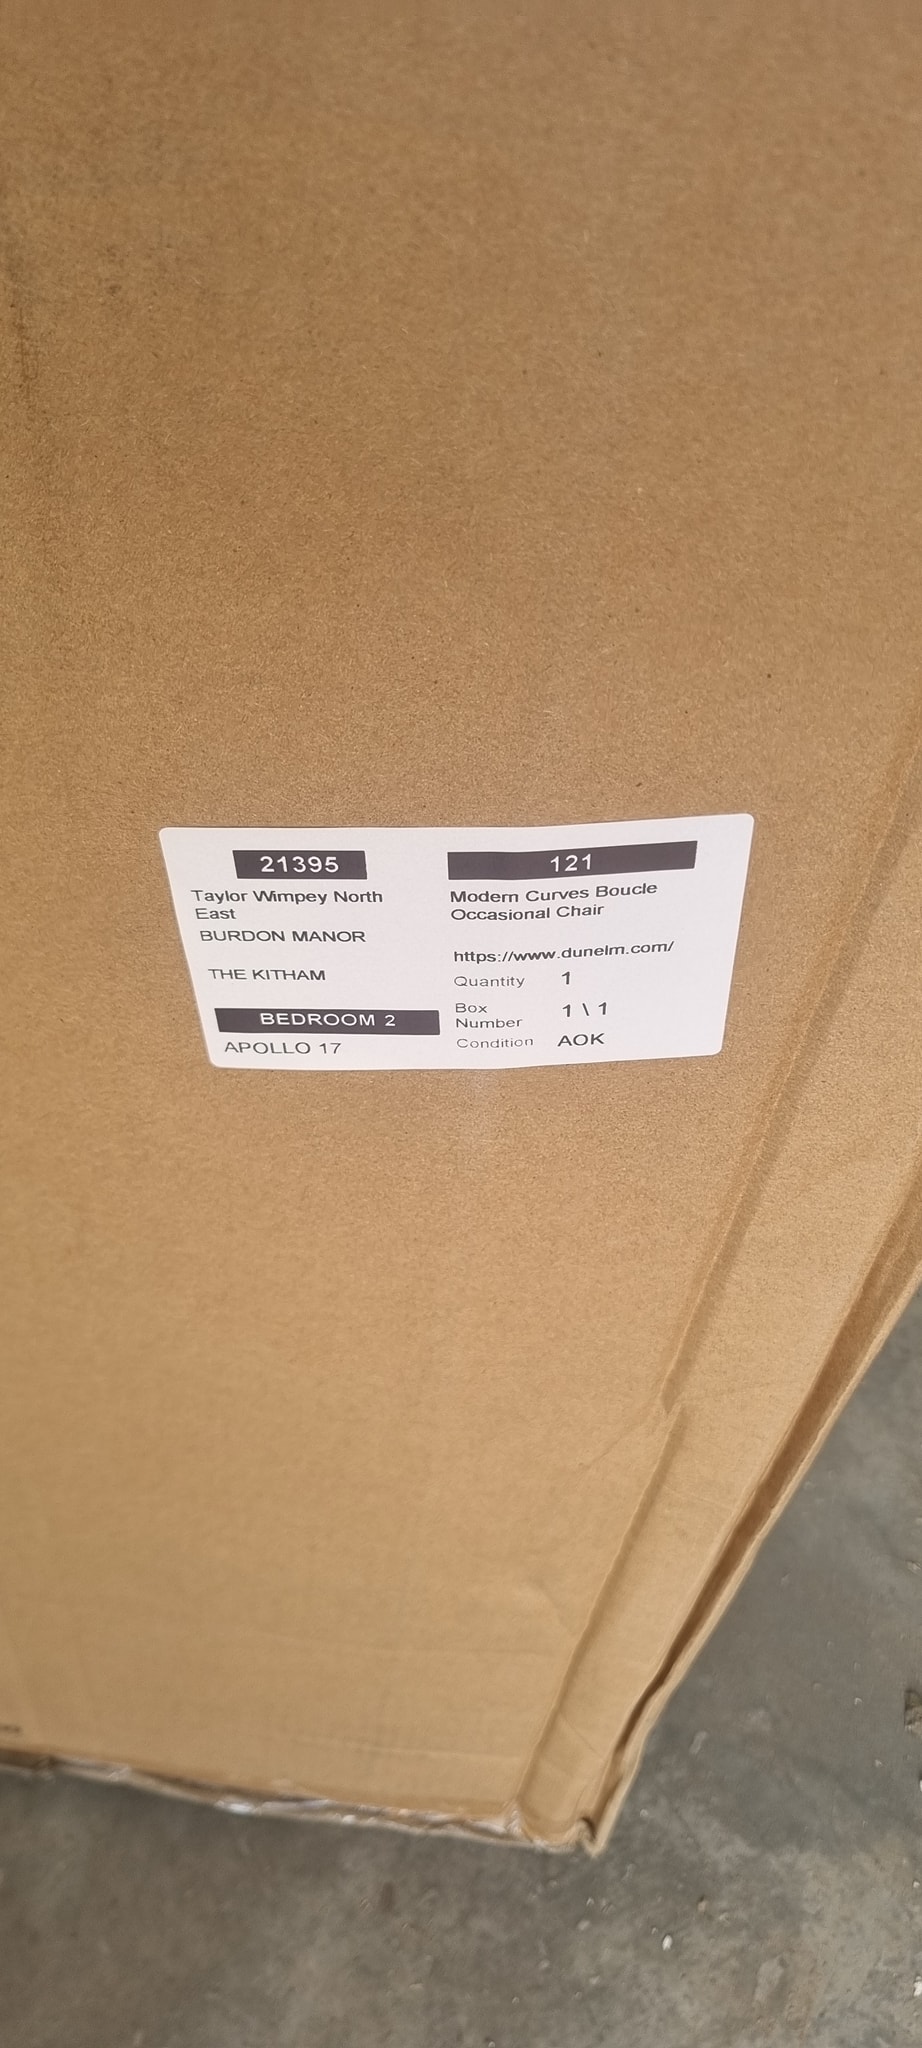 21395
Taylor Wimpey North
East
BURDON MANOR
THE KITHAM
BEDROOM 2
APOLLO 17
121
Modern Curves Boucle
Occasional Chair
https://www.dunelm.com/
Quantity 1
Box
Number 1 \ 1
Condition AOK